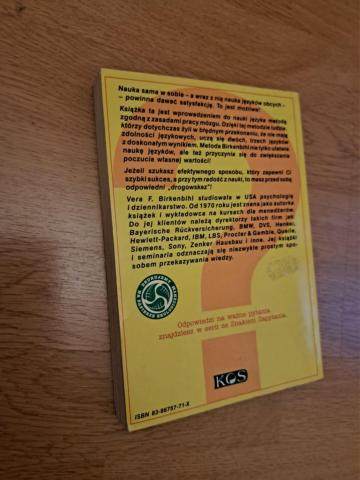 Nauka sama w sobie – a wraz z nią nauka języków obcych –
– powinna dawać satysfakcję. To jest możliwe!
Książka ta jest wprowadzeniem do nauki języka metodą
zgodną z zasadami pracy mózgu. Dzięki tej metodzie ludzie,
którzy dotychczas żyli w błędnym przekonaniu, że nie mają
zdolności językowych, uczą się dwóch, trzech języków
z doskonałym wynikiem. Metoda Birkenbihl nie tylko ułatwia
naukę języków, ale też przyczynia się do zwiększenia
poczucia własnej wartości!
Jeżeli szukasz efektywnego sposobu, który zapewni Ci
szybki sukces, a przy tym radość z nauki, to masz przed sobą
odpowiedni „drogowskaz"!
Vera F. Birkenbihl studiowała w USA psychologię
i dziennikarstwo. Od 1970 roku jest znana jako autorka
książek i wykładowca na kursach dla menedżerów.
Do jej klientów należą dyrektorzy takich firm jak
Bayerische Rückversicherung, BMW, DVS, Henkel,
Hewlett-Packard, IBM, LBS, Procter & Gamble, Quelle,
Siemens, Sony, Zenker Hausbau i inne. Jej książki
i seminaria odznaczają się niezwykle prostym spo-
sobem przekazywania wiedzy.
Odpowiedzi na ważne pytania
znajdziesz w serii ze Znakiem Zapytania.
KOS
ISBN 83-86757-71-X